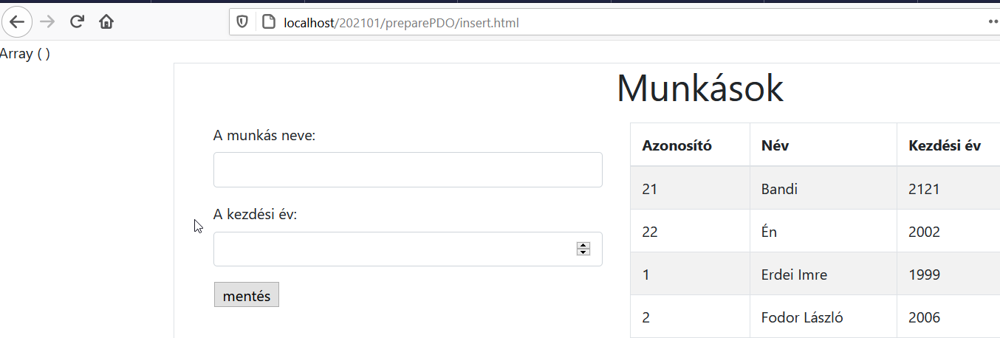 localhost/202101/preparePDO/insert.html
Array ( )
Munkások
A munkás neve:
A kezdési év:
mentés
Azonosító Név Kezdési év
21 Bandi 2121
22 Én 2002
1 Erdei Imre 1999
2 Fodor László 2006